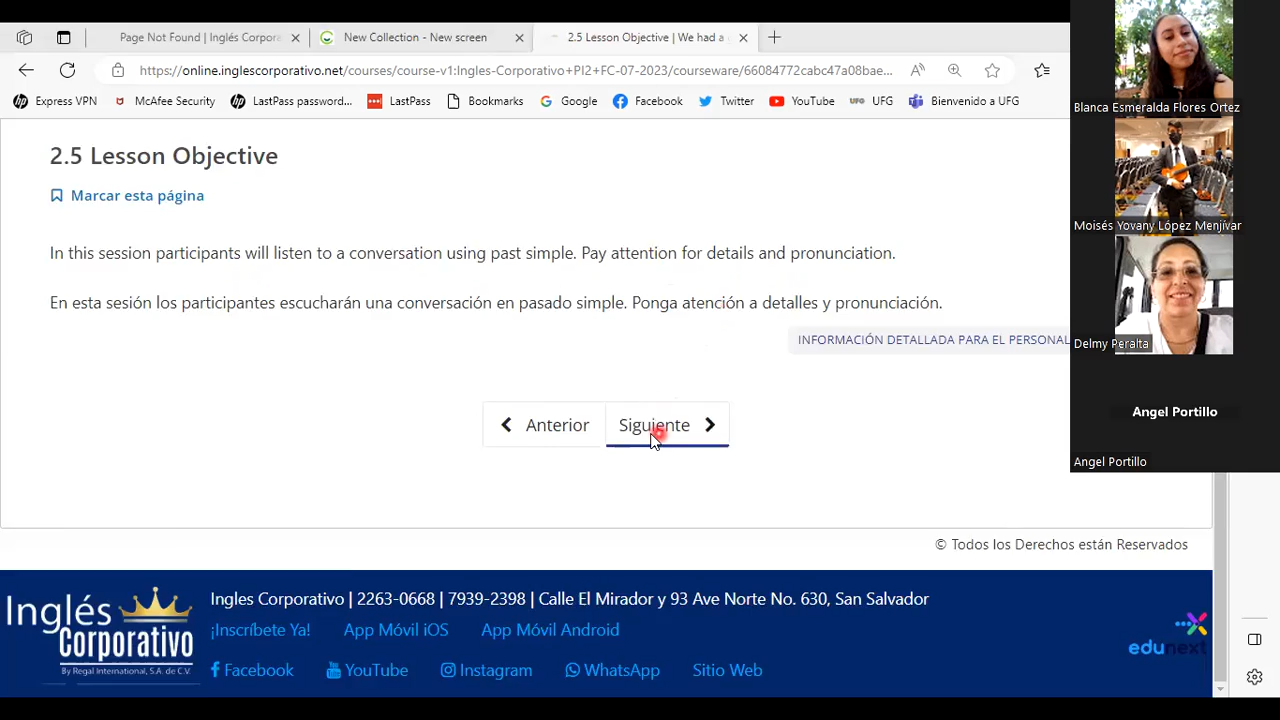 Page Not Found | Inglés Corpora
New Collection - New screen
2.5 Lesson Objective | We had a
https://online.inglescorporativo.net/courses/course-v1:Ingles-Corporativo+PI2+FC-07-2023/courseware/66084772cabc47a08bae...
Express VPN
McAfee Security
LastPass password...
LastPass
Bookmarks
Google
Facebook
Twitter
YouTube
UFG
Bienvenido a UFG
2.5 Lesson Objective
Marcar esta página
In this session participants will listen to a conversation using past simple. Pay attention for details and pronunciation.
En esta sesión los participantes escucharán una conversación en pasado simple. Ponga atención a detalles y pronunciación.
INFORMACIÓN DETALLADA PARA EL PERSONAL
Anterior
Siguiente
© Todos los Derechos están Reservados
Inglés
Corporativo
By Regal International, S.A. de C.V.
Ingles Corporativo | 2263-0668 | 7939-2398 | Calle El Mirador y 93 Ave Norte No. 630, San Salvador
¡Inscríbete Ya!
App Móvil iOS
App Móvil Android
Facebook
YouTube
Instagram
WhatsApp
Sitio Web
edunext
Blanca Esmeralda Flores Ortez
Moisés Yovany López Menjívar
Delmy Peralta
Angel Portillo
Angel Portillo